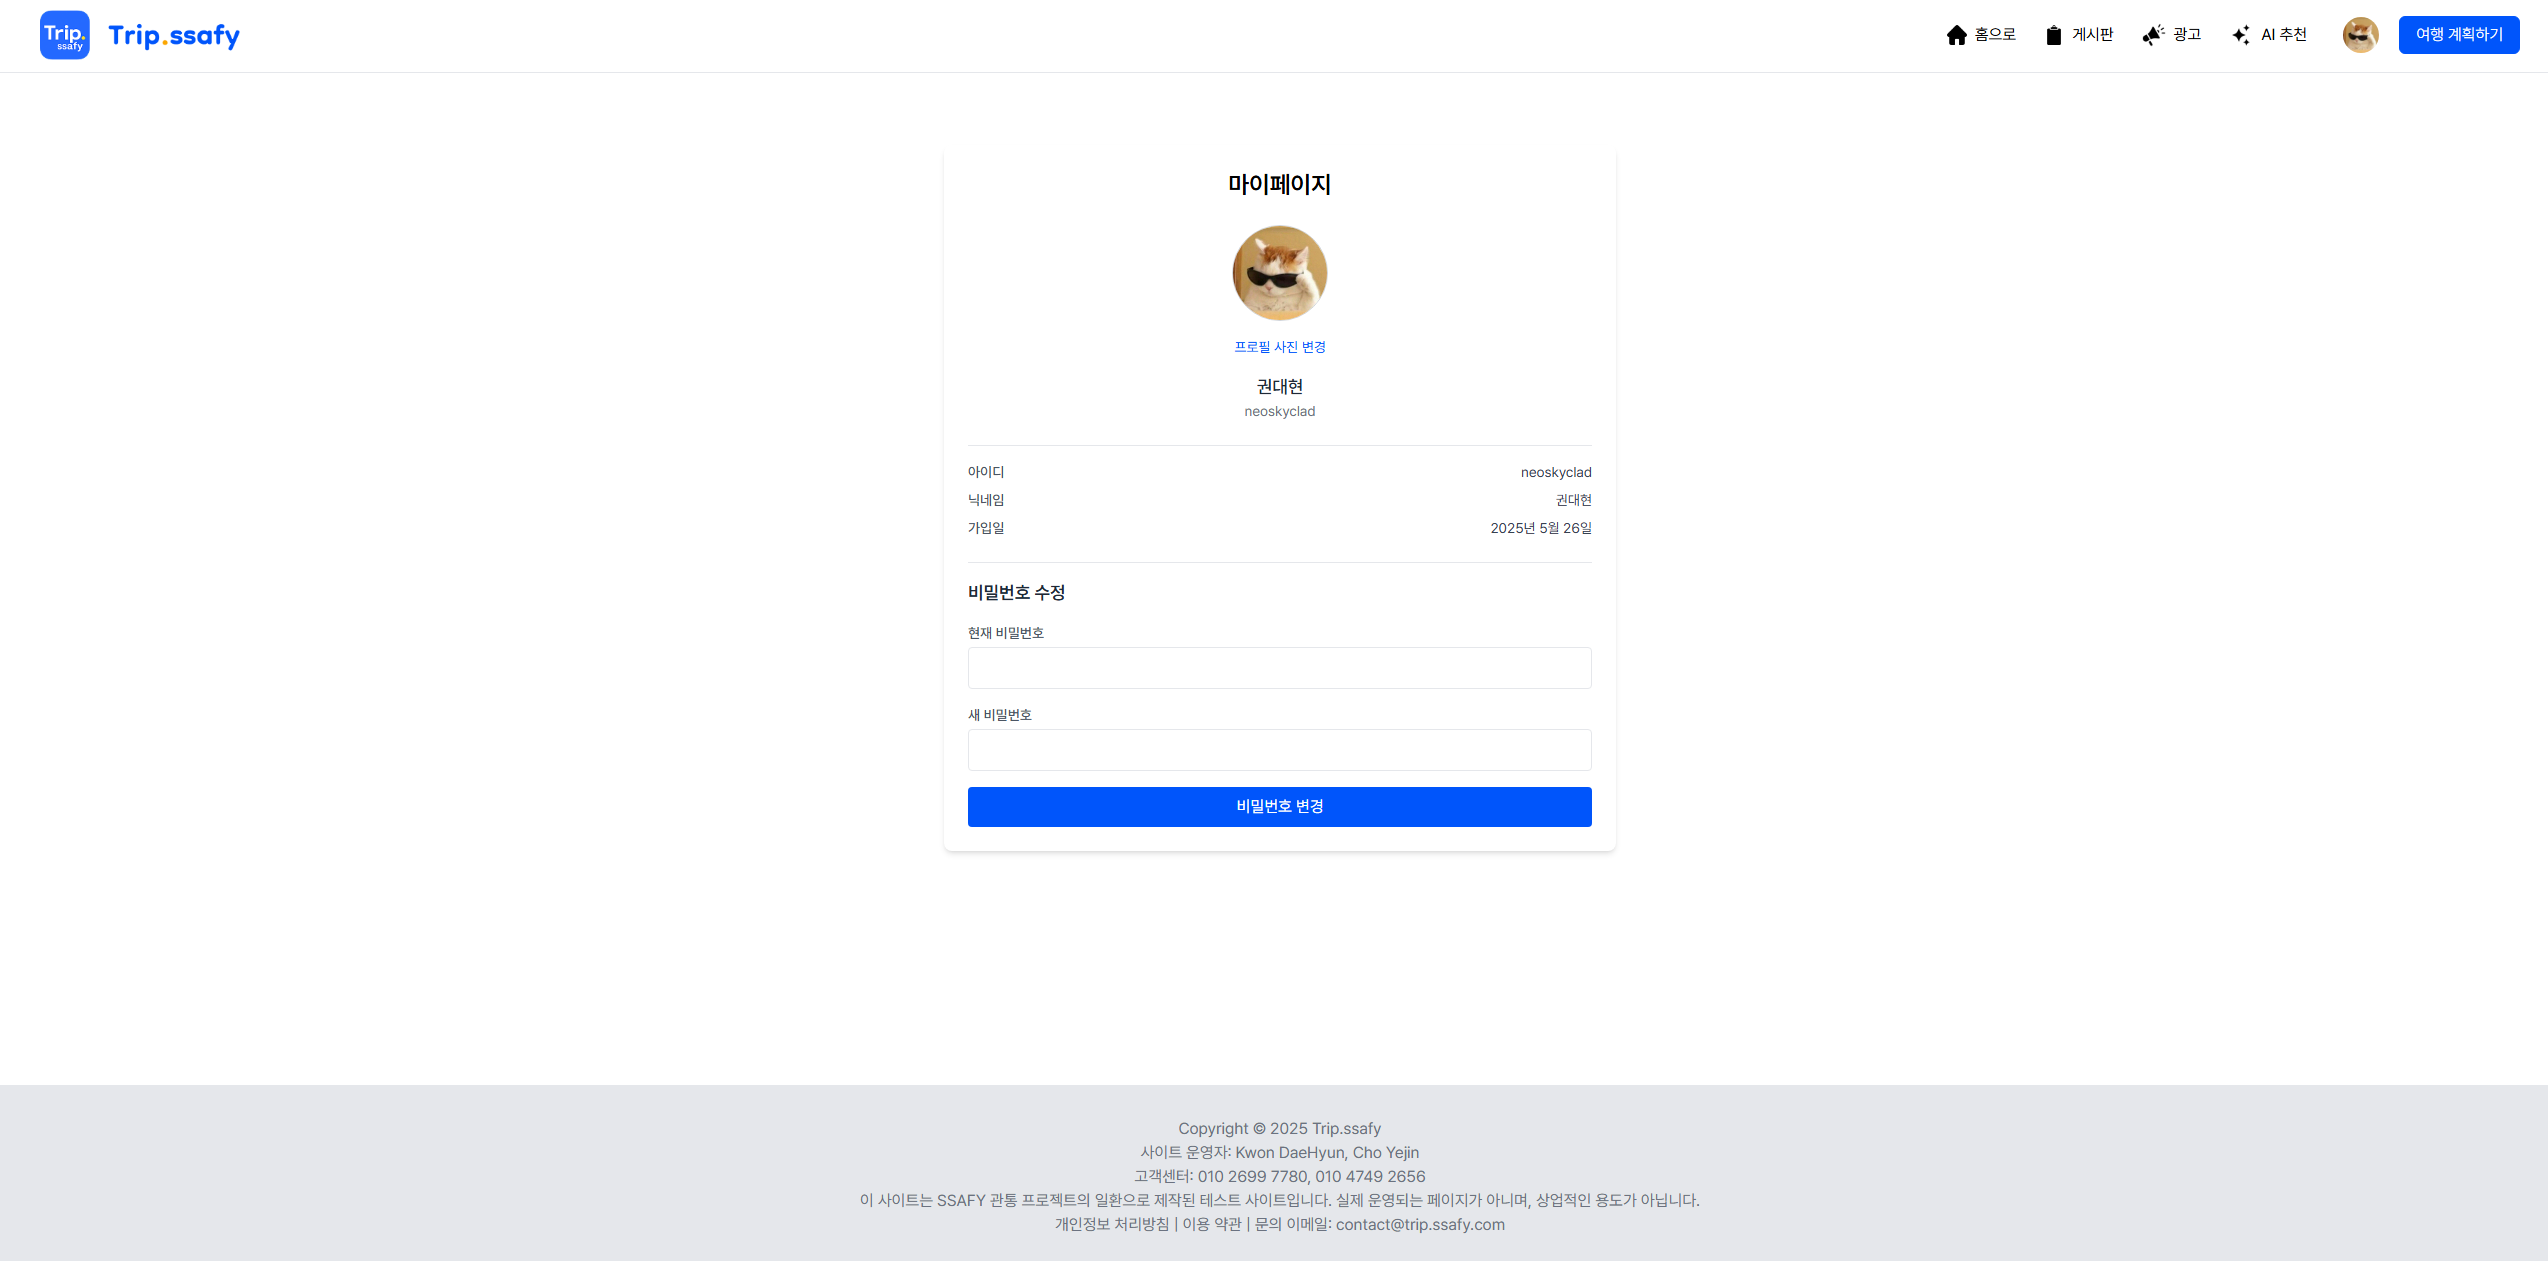 Trip.
ssafy
Trip.ssafy
홈으로
게시판
광고
AI 추천
여행 계획하기
마이페이지
프로필 사진 변경
권대현
neoskyclad
아이디 neoskyclad
닉네임 권대현
가입일 2025년 5월 26일
비밀번호 수정
현재 비밀번호
새 비밀번호
비밀번호 변경
Copyright © 2025 Trip.ssafy
사이트 운영자: Kwon DaeHyun, Cho Yejin
고객센터: 010 2699 7780, 010 4749 2656
이 사이트는 SSAFY 관통 프로젝트의 일환으로 제작된 테스트 사이트입니다. 실제 운영되는 페이지가 아니며, 상업적인 용도가 아닙니다.
개인정보 처리방침 | 이용 약관 | 문의 이메일: contact@trip.ssafy.com